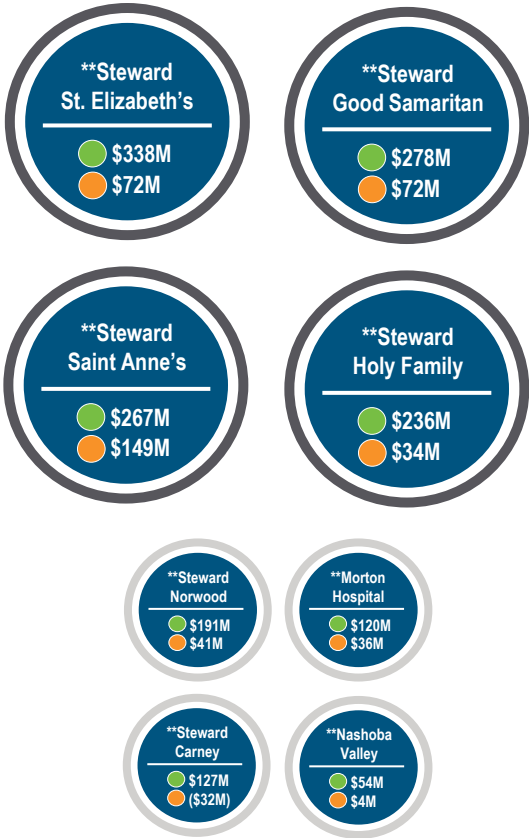 **Steward
St. Elizabeth's
$338M
$72M
**Steward
Good Samaritan
$278M
$72M
**Steward
Saint Anne's
$267M
$149M
**Steward
Holy Family
$236M
$34M
**Steward
Norwood
$191M
$41M
**Morton
Hospital
$120M
$36M
**Steward
Carney
$127M
($32M)
**Nashoba
Valley
$54M
$4M